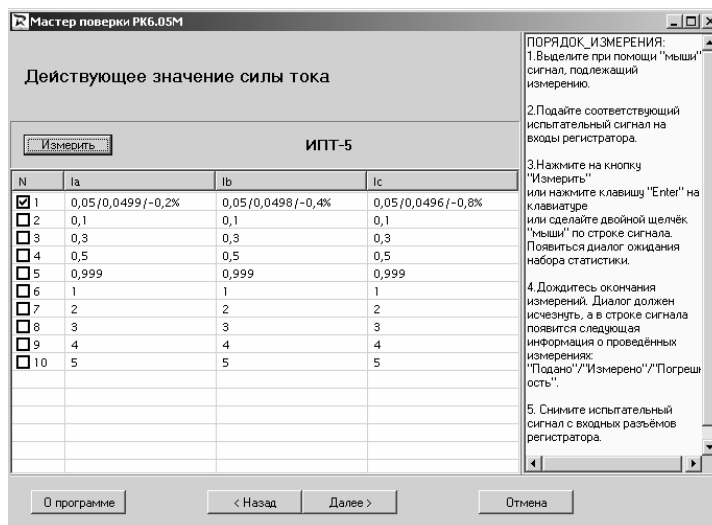 Мастер поверки РК6.05М
Действующее значение силы тока
Измерить
ИПТ-5
N Ia Ib Ic
1 0,05/0,0499/-0,2% 0,05/0,0498/-0,4% 0,05/0,0496/-0,8%
2 0,1 0,1 0,1
3 0,3 0,3 0,3
4 0,5 0,5 0,5
5 0,999 0,999 0,999
6 1 1 1
7 2 2 2
8 3 3 3
9 4 4 4
10 5 5 5
ПОРЯДОК_ИЗМЕРЕНИЯ:
1.Выделите при помощи "мыши"
сигнал, подлежащий
измерению.
2.Подайте соответствующий
испытательный сигнал на
входы регистратора.
3.Нажмите на кнопку
"Измерить"
или нажмите клавишу "Enter" на
клавиатуре
или сделайте двойной щелчёк
"мыши" по строке сигнала.
Появиться диалог ожидания
набора статистики.
4.Дождитесь окончания
измерений. Диалог должен
исчезнуть, а в строке сигнала
появится следующая
информация о проведённых
измерениях:
"Подано"/"Измерено"/"Погрешн
ость".
5. Снимите испытательный
сигнал с входных разъёмов
регистратора.
О программе
< Назад
Далее >
Отмена